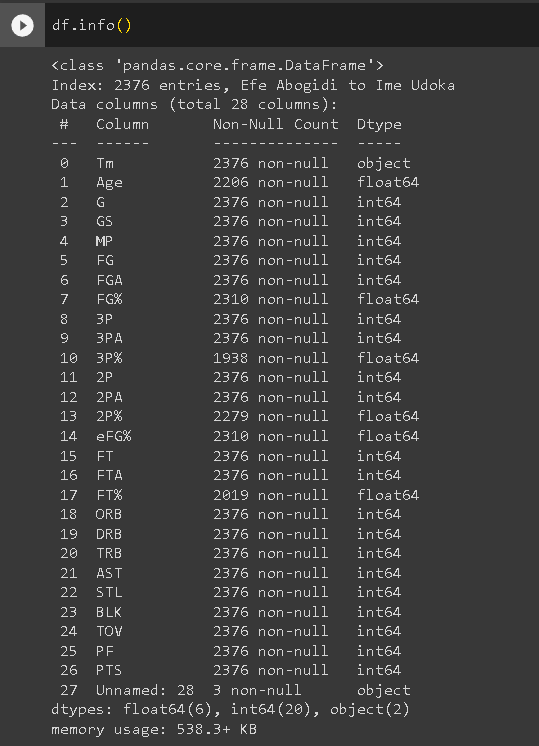 df.info()
<class 'pandas.core.frame.DataFrame'>
Index: 2376 entries, Efe Abogidi to Ime Udoka
Data columns (total 28 columns):
 #   Column       Non-Null Count  Dtype
---  ------       --------------  -----
 0   Tm           2376 non-null   object
 1   Age          2206 non-null   float64
 2   G            2376 non-null   int64
 3   GS           2376 non-null   int64
 4   MP           2376 non-null   int64
 5   FG           2376 non-null   int64
 6   FGA          2376 non-null   int64
 7   FG%          2310 non-null   float64
 8   3P           2376 non-null   int64
 9   3PA          2376 non-null   int64
 10  3P%          1938 non-null   float64
 11  2P           2376 non-null   int64
 12  2PA          2376 non-null   int64
 13  2P%          2279 non-null   float64
 14  eFG%         2310 non-null   float64
 15  FT           2376 non-null   int64
 16  FTA          2376 non-null   int64
 17  FT%          2019 non-null   float64
 18  ORB          2376 non-null   int64
 19  DRB          2376 non-null   int64
 20  TRB          2376 non-null   int64
 21  AST          2376 non-null   int64
 22  STL          2376 non-null   int64
 23  BLK          2376 non-null   int64
 24  TOV          2376 non-null   int64
 25  PF           2376 non-null   int64
 26  PTS          2376 non-null   int64
 27  Unnamed: 28  3 non-null      object
dtypes: float64(6), int64(20), object(2)
memory usage: 538.3+ KB